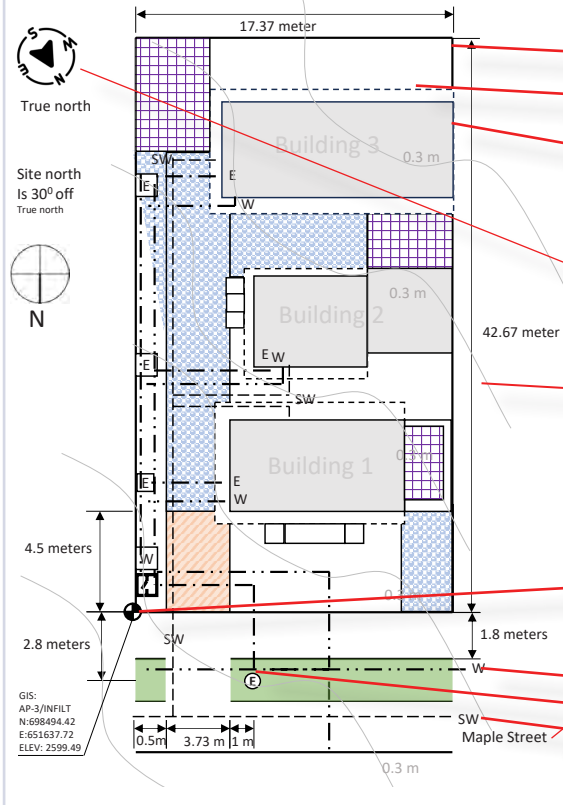 17.37 meter
S
W
E
N
True north
Building 3
0.3 m
SW
E
E
W
Site north
Is 30⁰ off
True north
N
0.3 m
Building 2
42.67 meter
E
E W
SW
0.3 m
Building 1
E
E
W
4.5 meters
W
0.3 m
2.8 meters
SW
1.8 meters
W
E
GIS:
AP-3/INFILT
N:698494.42
E:651637.72
ELEV: 2599.49
SW
0.5m
3.73 m
1 m
Maple Street
0.3 m